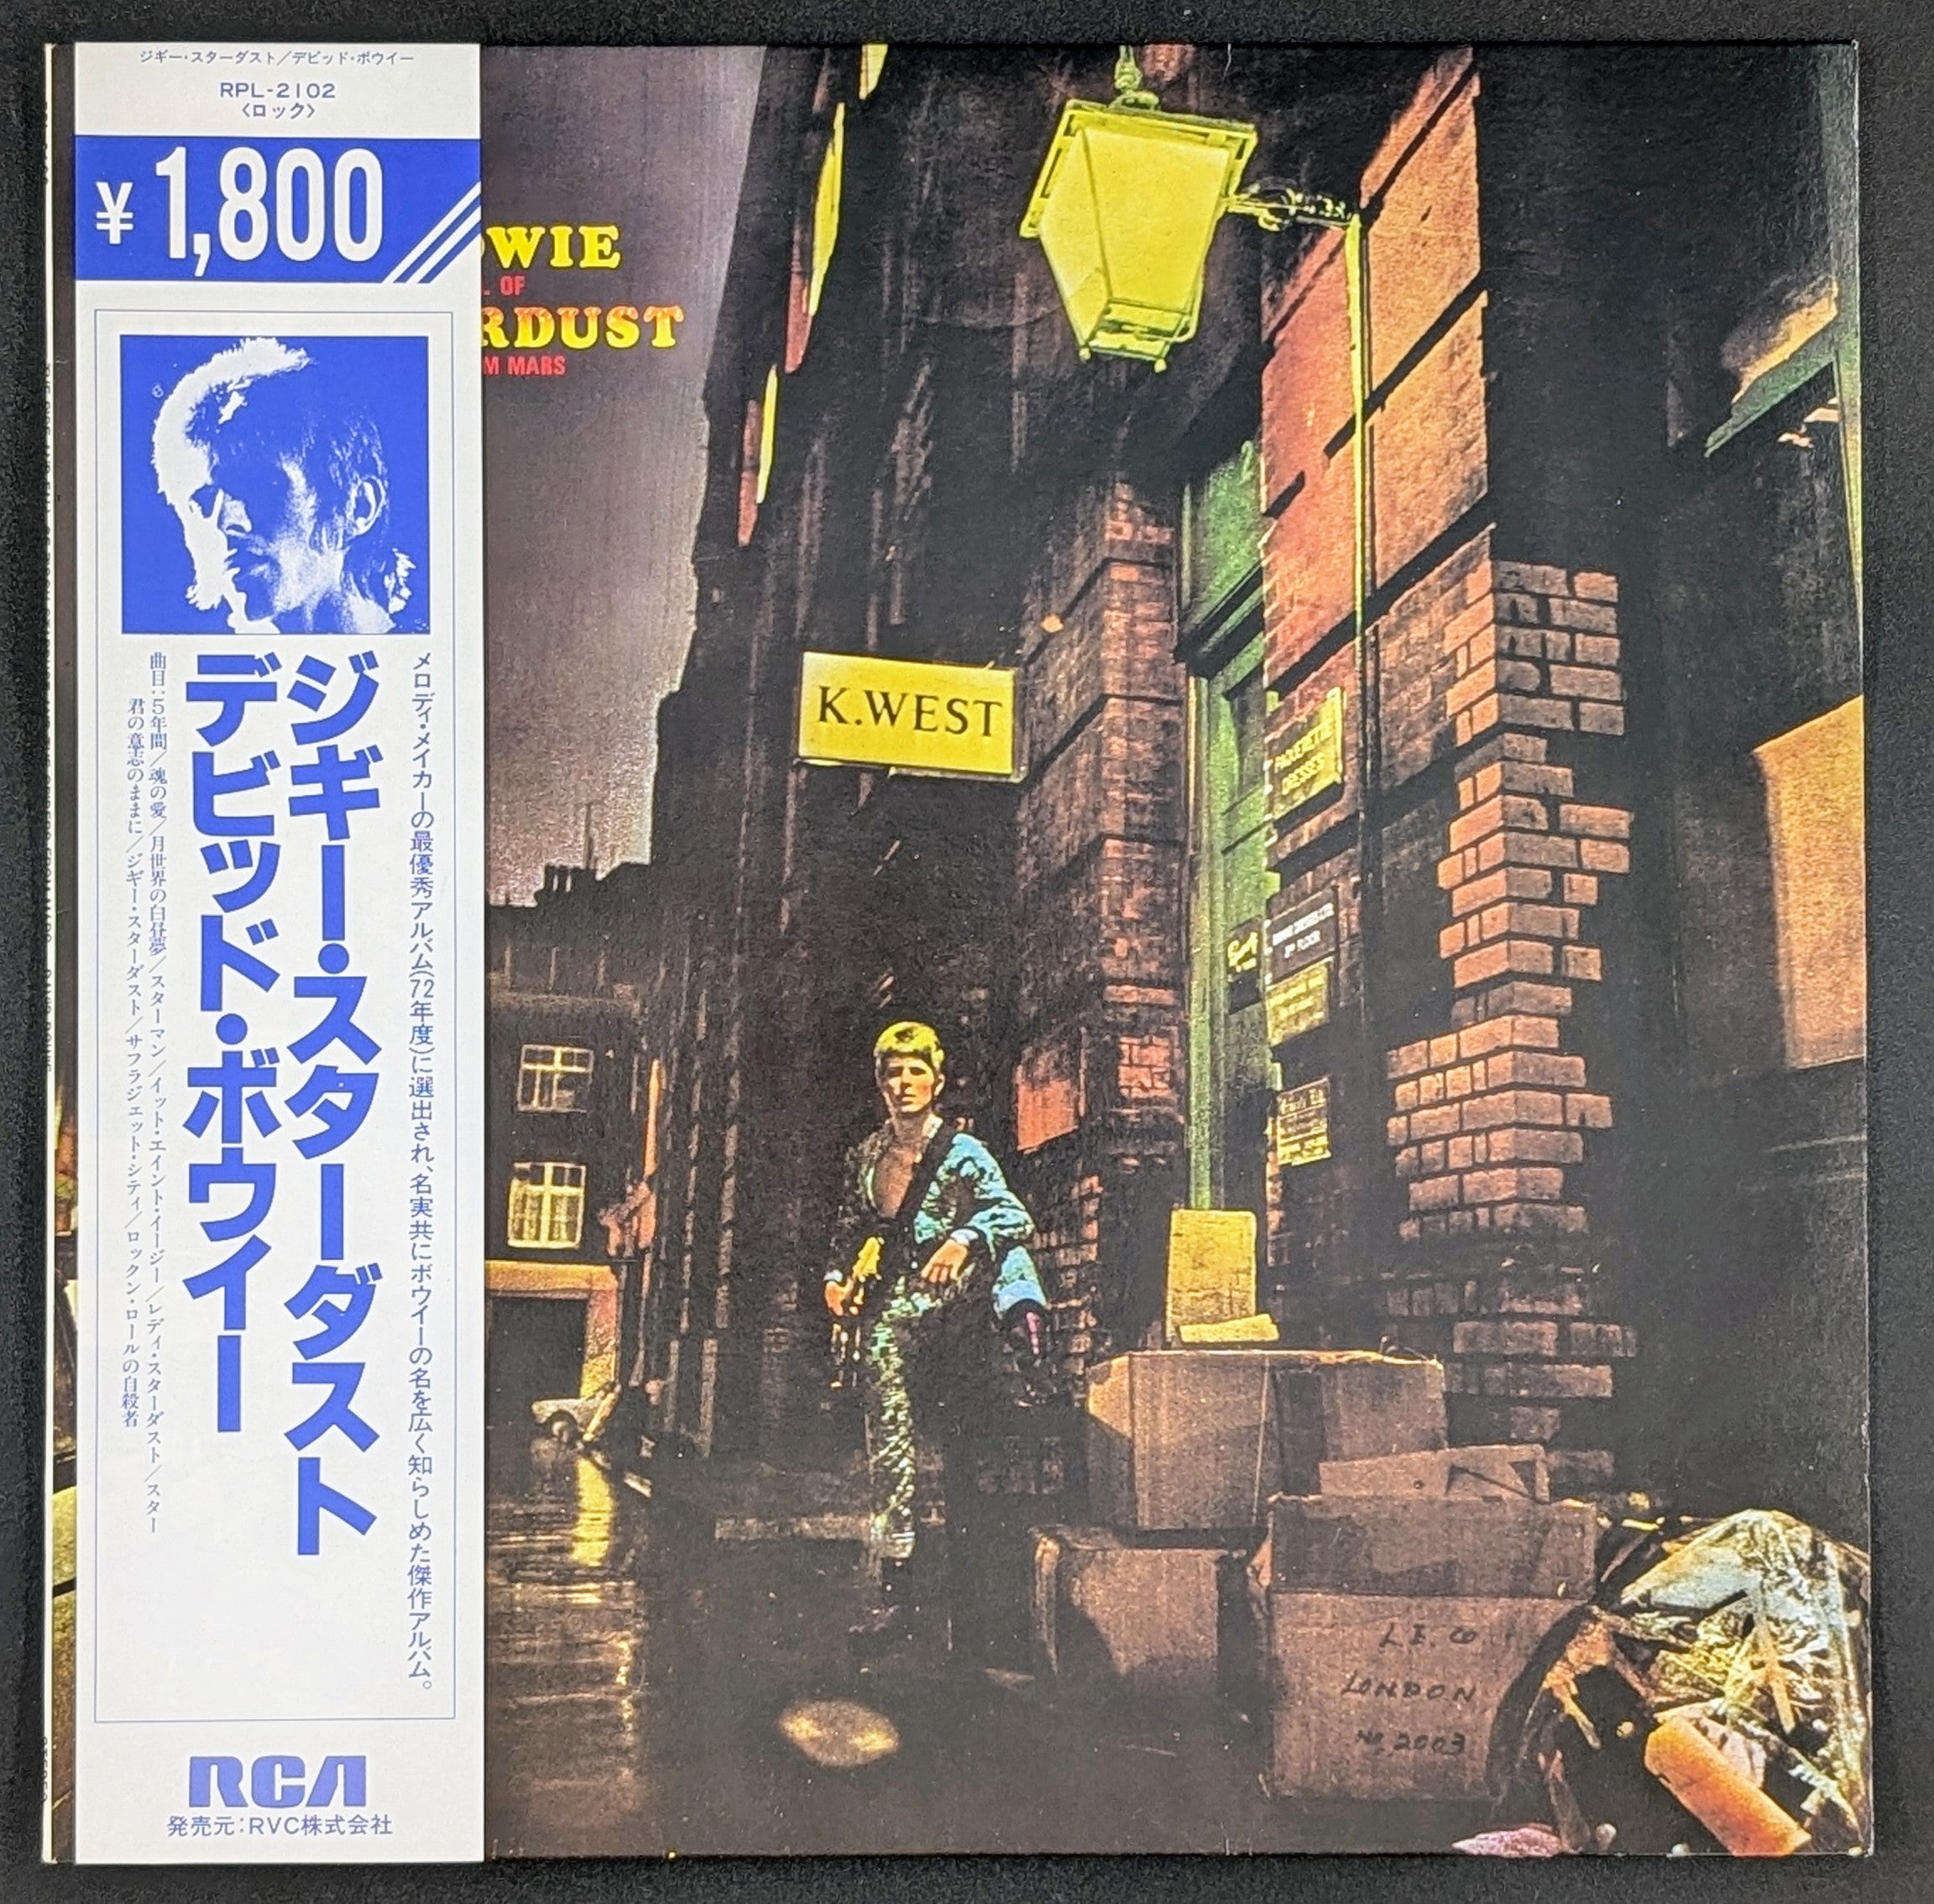 ジギー・スターダスト／デビッド・ボウイー
RPL-2102
〈ロック〉
¥1,800
メロディ・メイカーの最優秀アルバム(72年度)に選出され、名実共にボウイーの名を広く知らしめた傑作アルバム。
ジギー・スターダスト
デビッド・ボウイー
曲目：5年間／魂の愛／月世界の白昼夢／スターマン／イット・エイント・イージー／レディ・スターダスト／スター
君の意志のままに／ジギー・スターダスト／サフラジェット・シティ／ロックン・ロールの自殺者
RCA
発売元：RVC株式会社
OWIE
L OF
RDUST
M MARS
K.WEST
PAQUERETTE
DRESSES
FLOOR
L.I. CO
LONDON
No. 2003